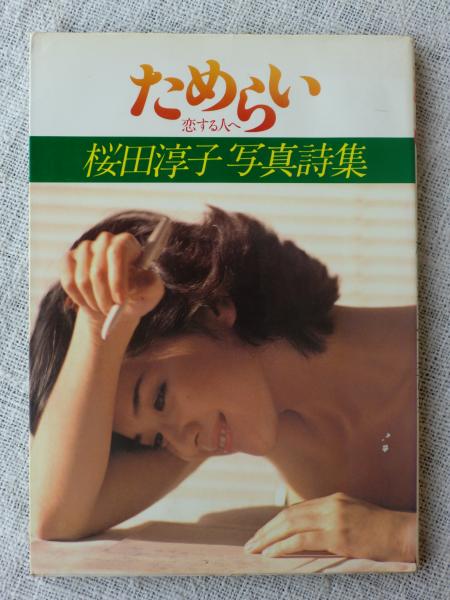 ためらい
恋する人へ
桜田淳子 写真詩集